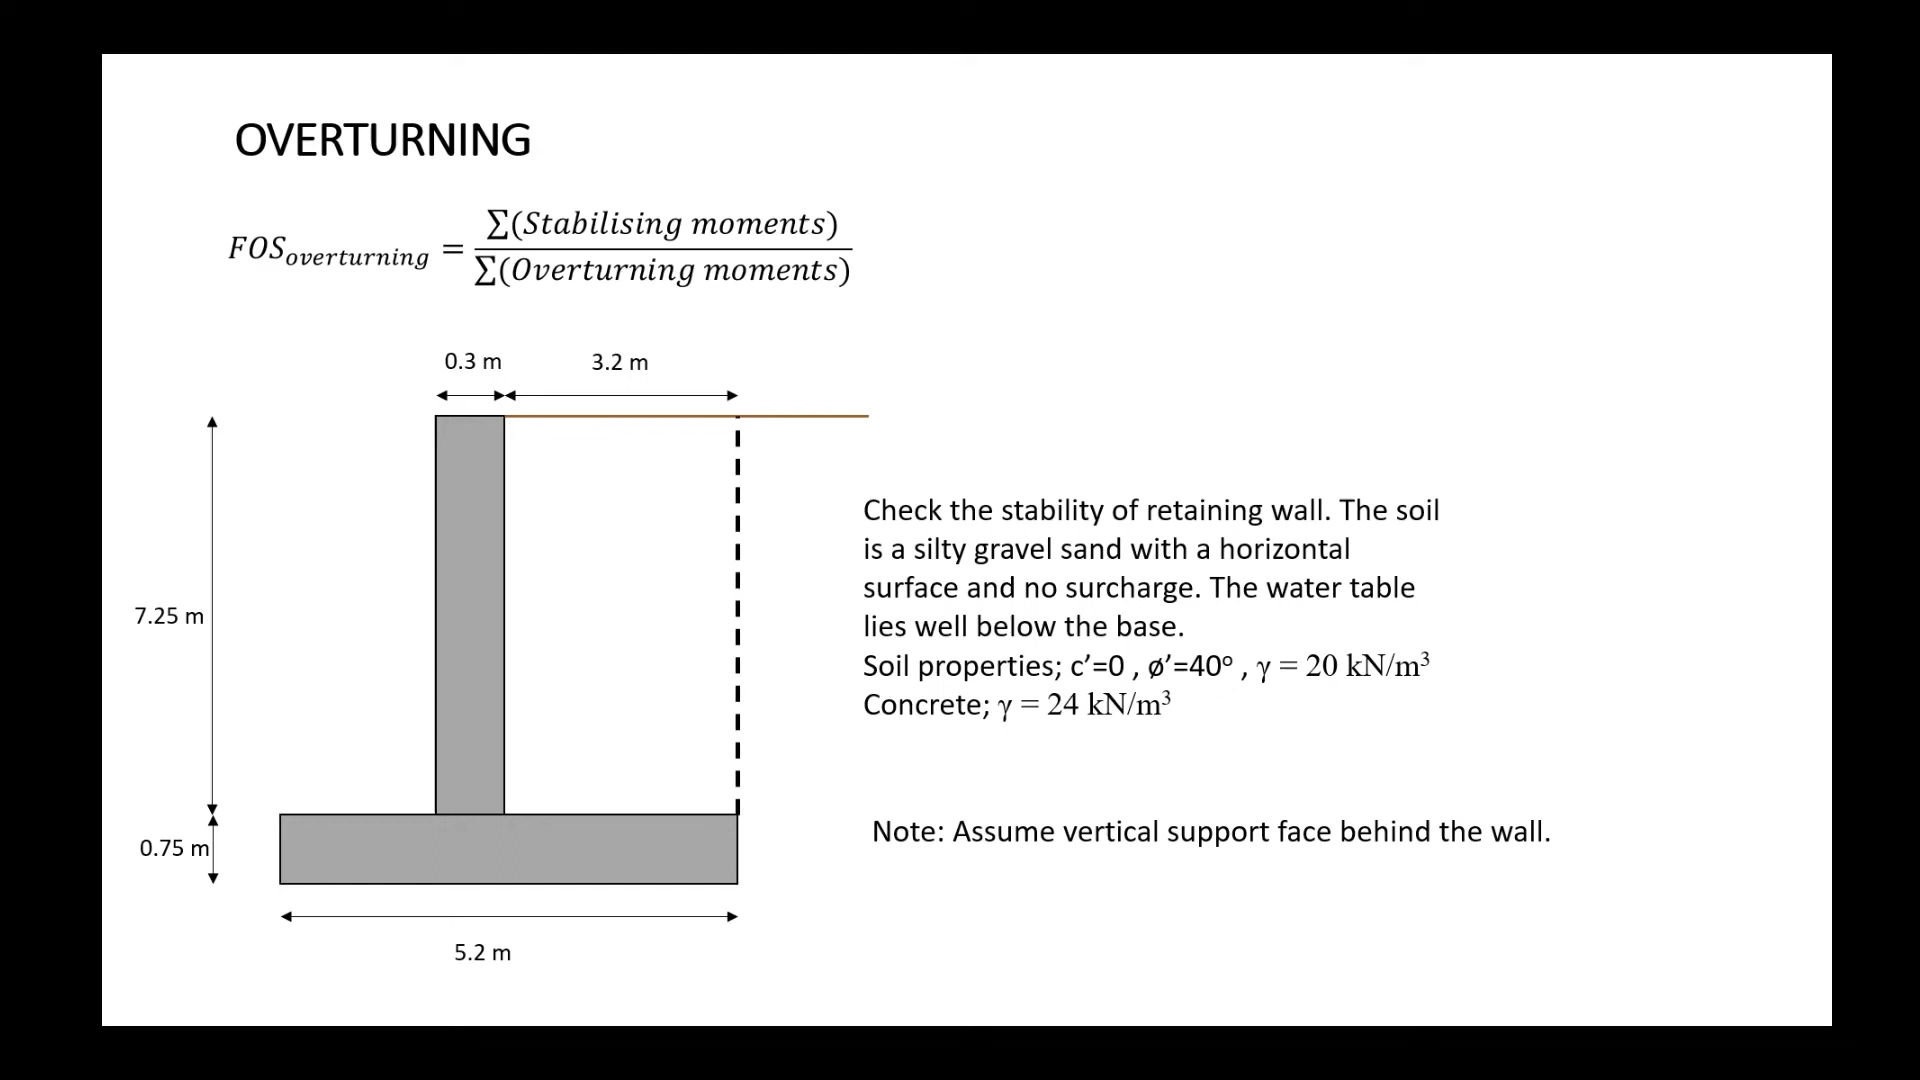 OVERTURNING
FOS_overturning = ∑(Stabilising moments) / ∑(Overturning moments)
0.3 m
3.2 m
7.25 m
0.75 m
5.2 m
Check the stability of retaining wall. The soil
is a silty gravel sand with a horizontal
surface and no surcharge. The water table
lies well below the base.
Soil properties; c’=0 , ø’=40º , γ = 20 kN/m³
Concrete; γ = 24 kN/m³
Note: Assume vertical support face behind the wall.